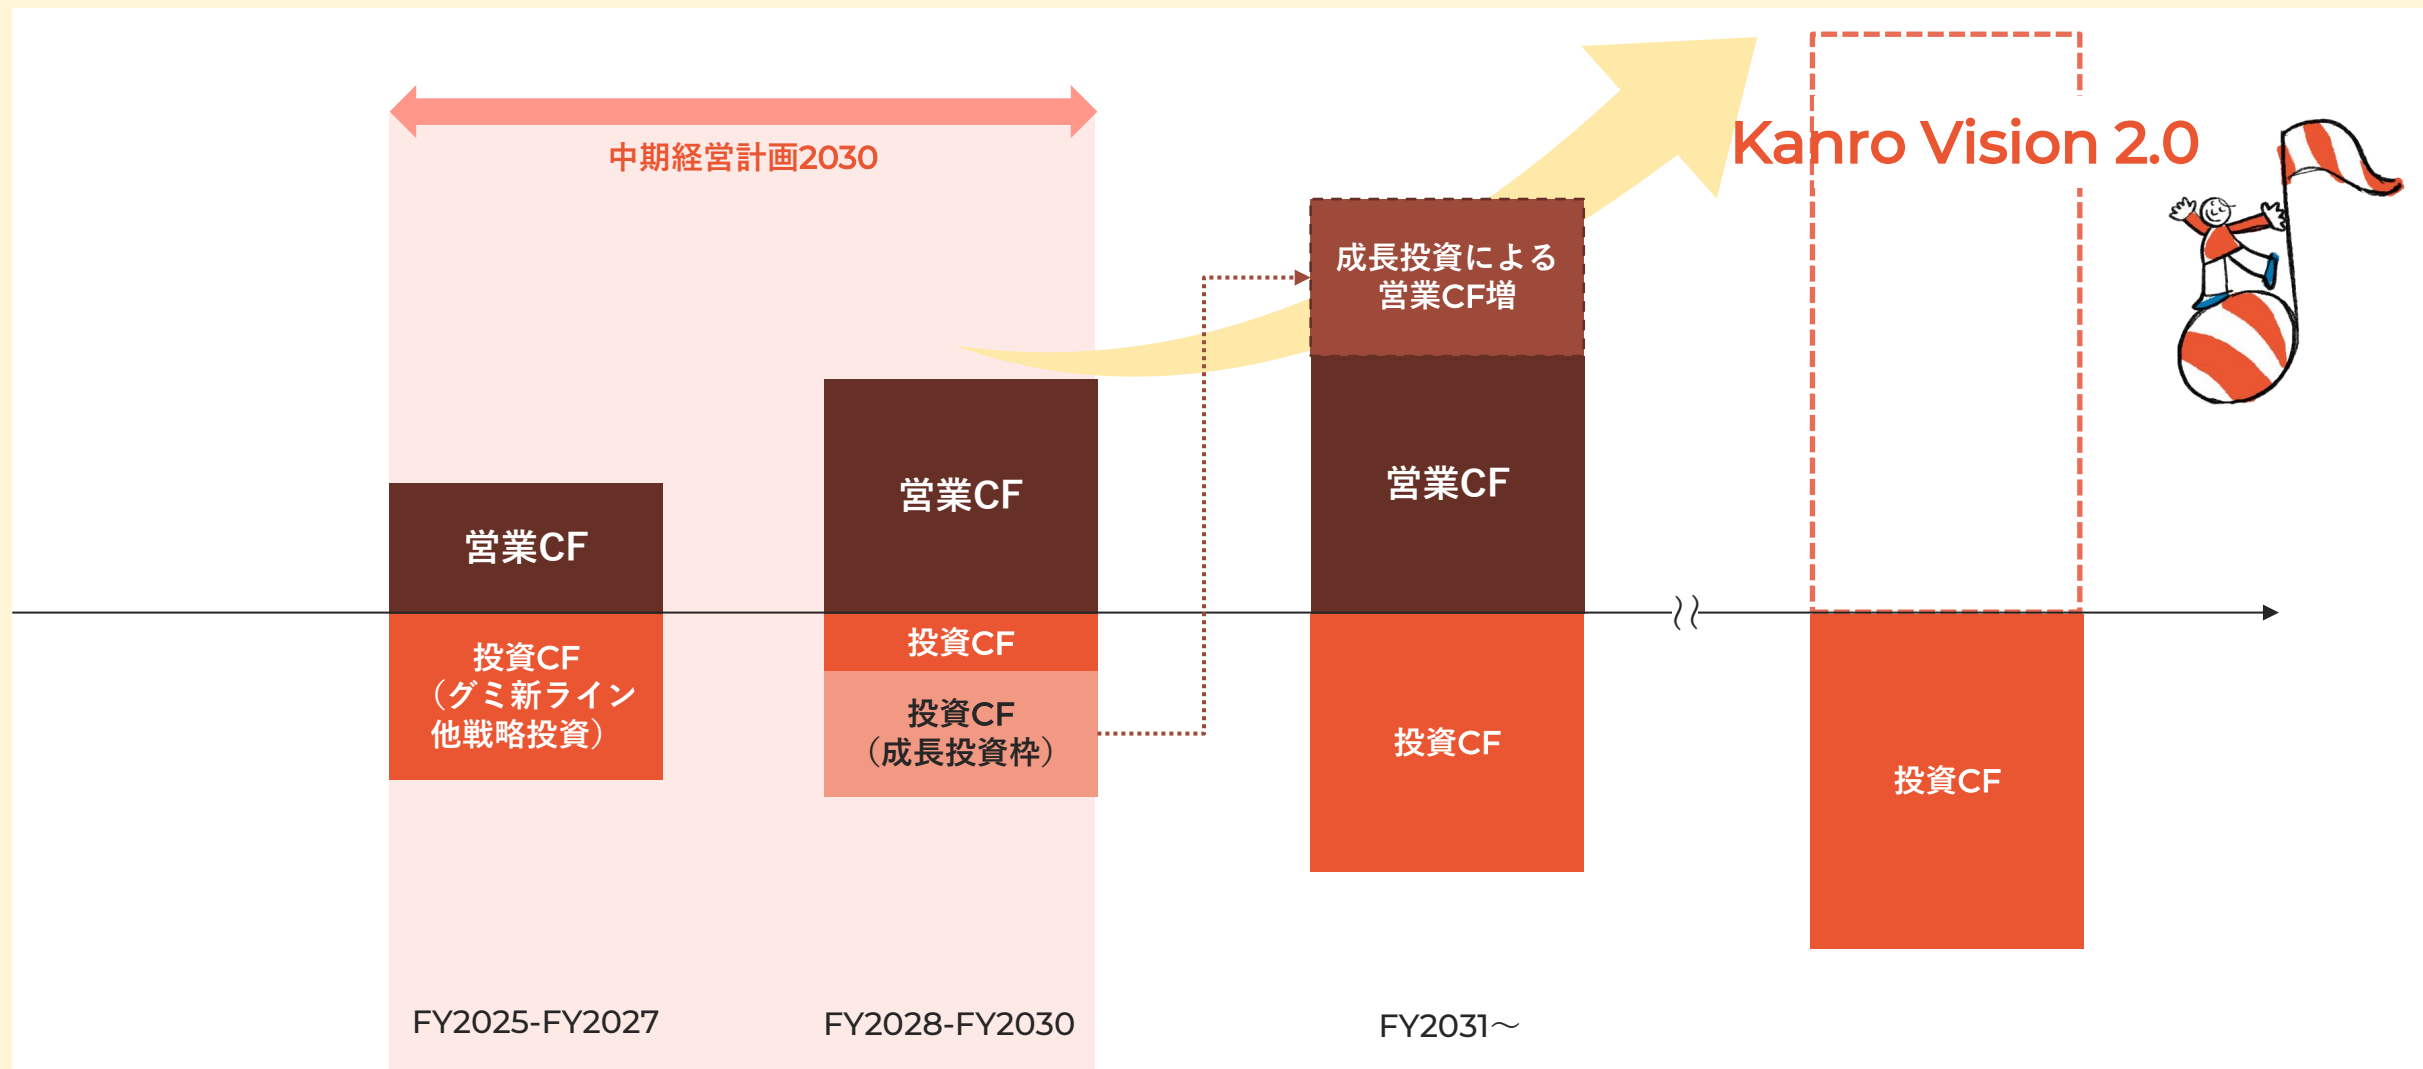 中期経営計画2030
Kanro Vision 2.0
営業CF
投資CF
（グミ新ライン
他戦略投資）
FY2025-FY2027
営業CF
投資CF
投資CF
（成長投資枠）
FY2028-FY2030
成長投資による
営業CF増
営業CF
投資CF
FY2031～
投資CF